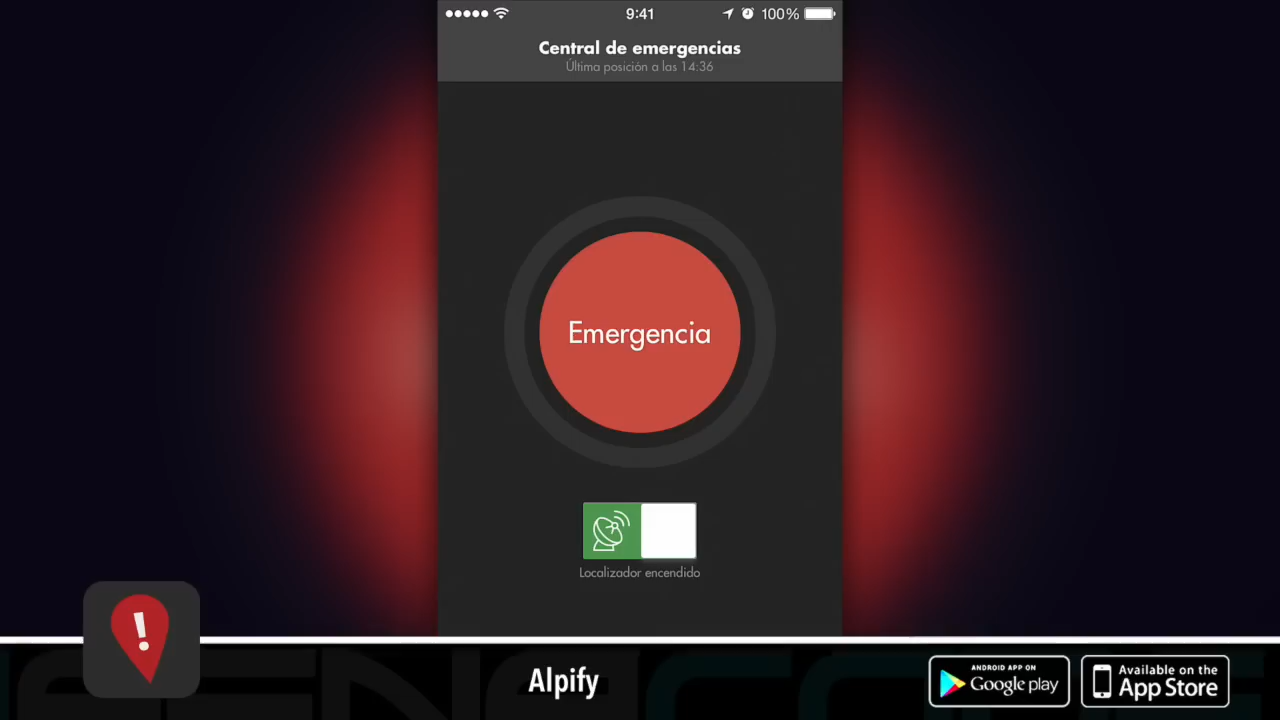 9:41
100%
Central de emergencias
Última posición a las 14:36
Emergencia
Localizador encendido
!
Alpify
ANDROID APP ON
Google play
Available on the
App Store